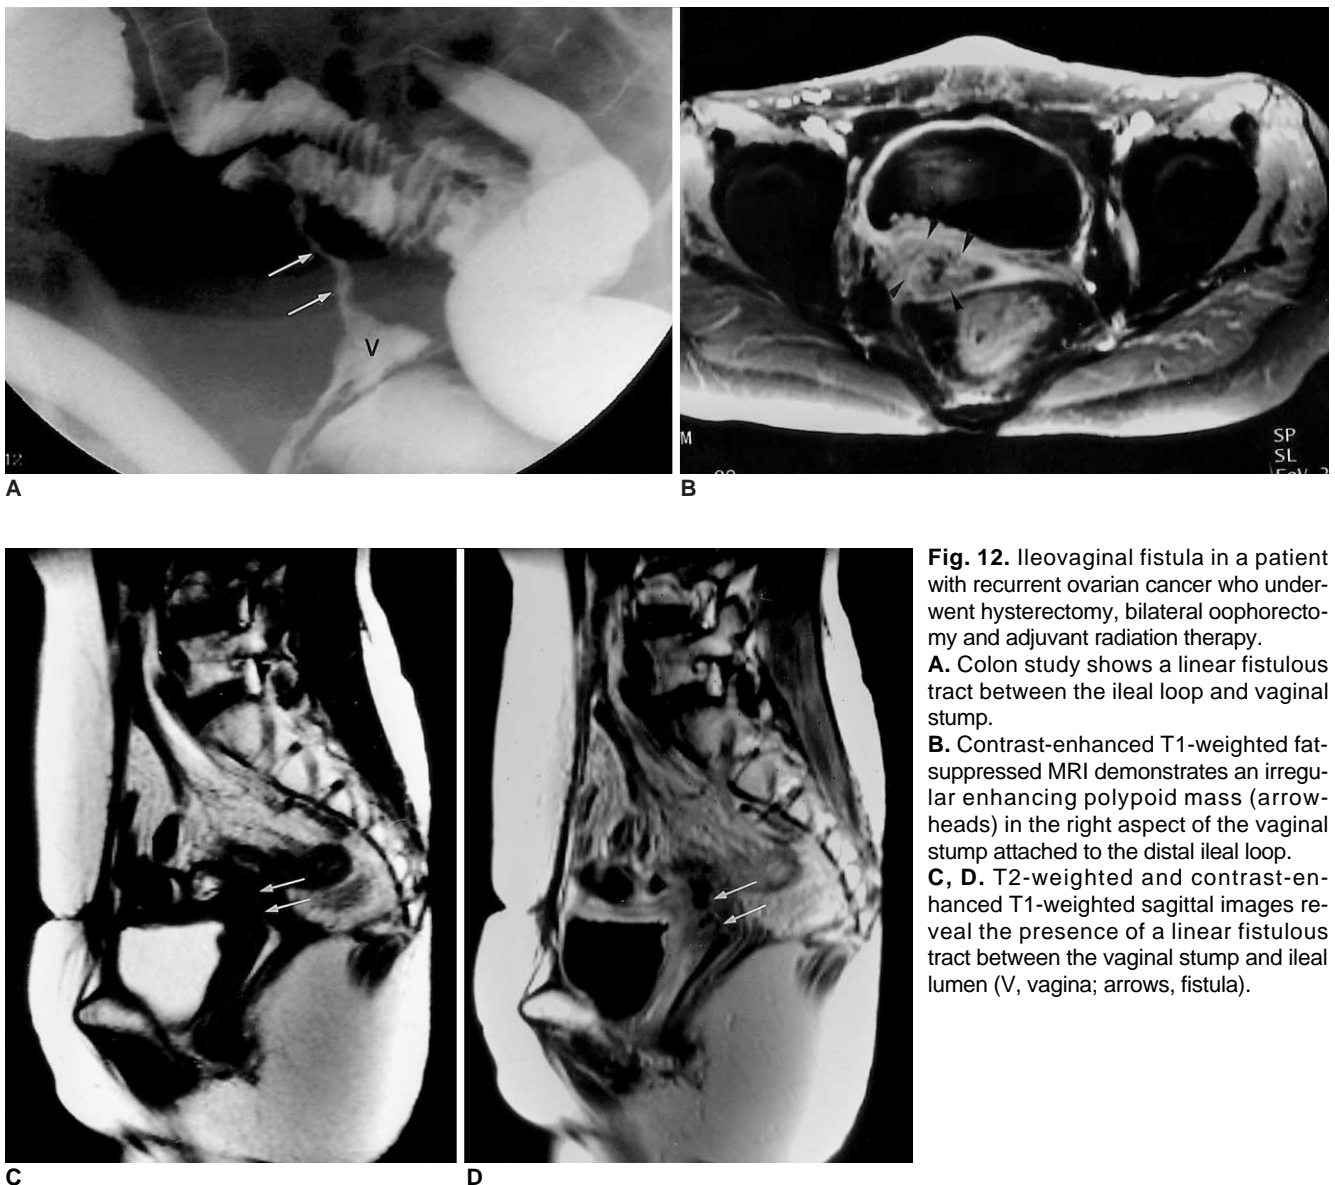 V
12
A
M
90
SP
SL
B
C
D
Fig. 12. Ileovaginal fistula in a patient
with recurrent ovarian cancer who under-
went hysterectomy, bilateral oophorecto-
my and adjuvant radiation therapy.
A. Colon study shows a linear fistulous
tract between the ileal loop and vaginal
stump.
B. Contrast-enhanced T1-weighted fat-
suppressed MRI demonstrates an irregu-
lar enhancing polypoid mass (arrow-
heads) in the right aspect of the vaginal
stump attached to the distal ileal loop.
C, D. T2-weighted and contrast-en-
hanced T1-weighted sagittal images re-
veal the presence of a linear fistulous
tract between the vaginal stump and ileal
lumen (V, vagina; arrows, fistula).